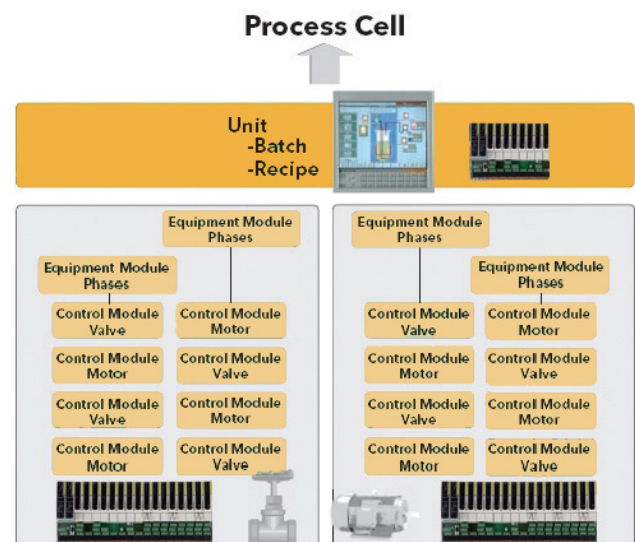 Process Cell
Unit
-Batch
-Recipe
Equipment Module
Phases
Equipment Module
Phases
Control Module
Valve
Control Module
Motor
Control Module
Motor
Control Module
Valve
Control Module
Valve
Control Module
Motor
Control Module
Motor
Control Module
Valve
Equipment Module
Phases
Equipment Module
Phases
Control Module
Valve
Control Module
Motor
Control Module
Motor
Control Module
Valve
Control Module
Valve
Control Module
Motor
Control Module
Motor
Control Module
Valve